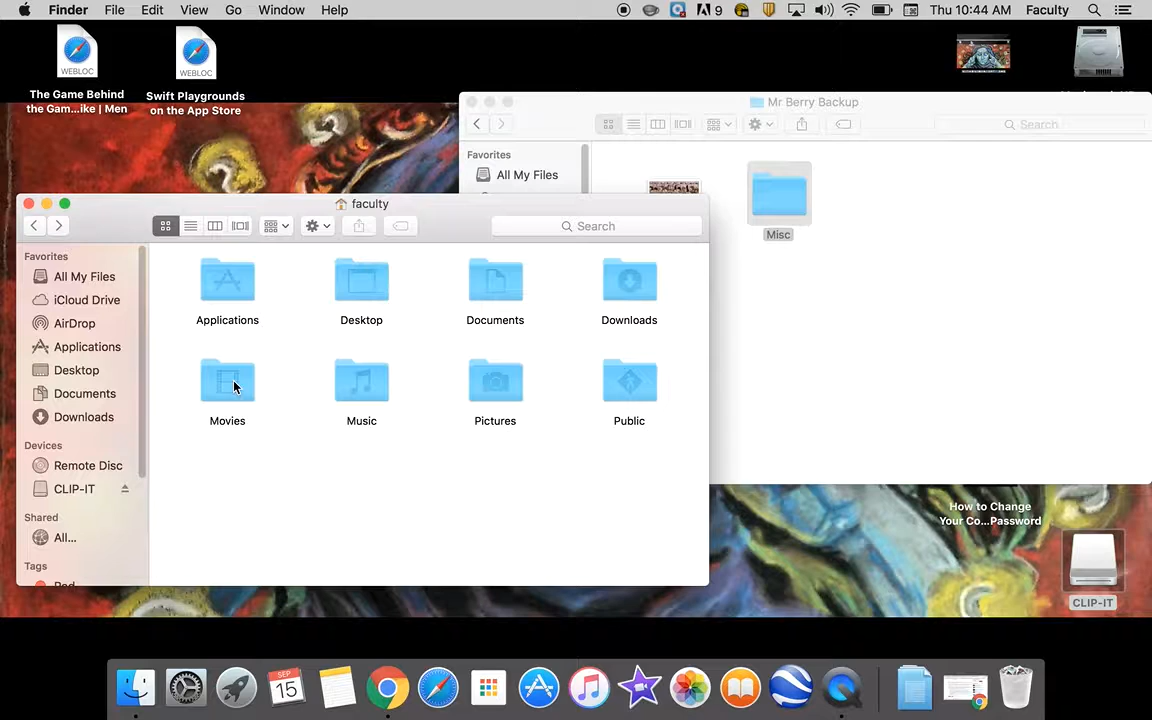 Finder File Edit View Go Window Help
9 Thu 10:44 AM Faculty
WEBLOC
The Game Behind
the Gam...ike | Men
WEBLOC
Swift Playgrounds
on the App Store
Mr Berry Backup
Search
Favorites
All My Files
Misc
faculty
Search
Favorites
All My Files
iCloud Drive
AirDrop
Applications
Desktop
Documents
Downloads
Devices
Remote Disc
CLIP-IT
Shared
All...
Tags
Applications Desktop Documents Downloads
Movies Music Pictures Public
How to Change
Your Co...Password
CLIP-IT
SEP
15